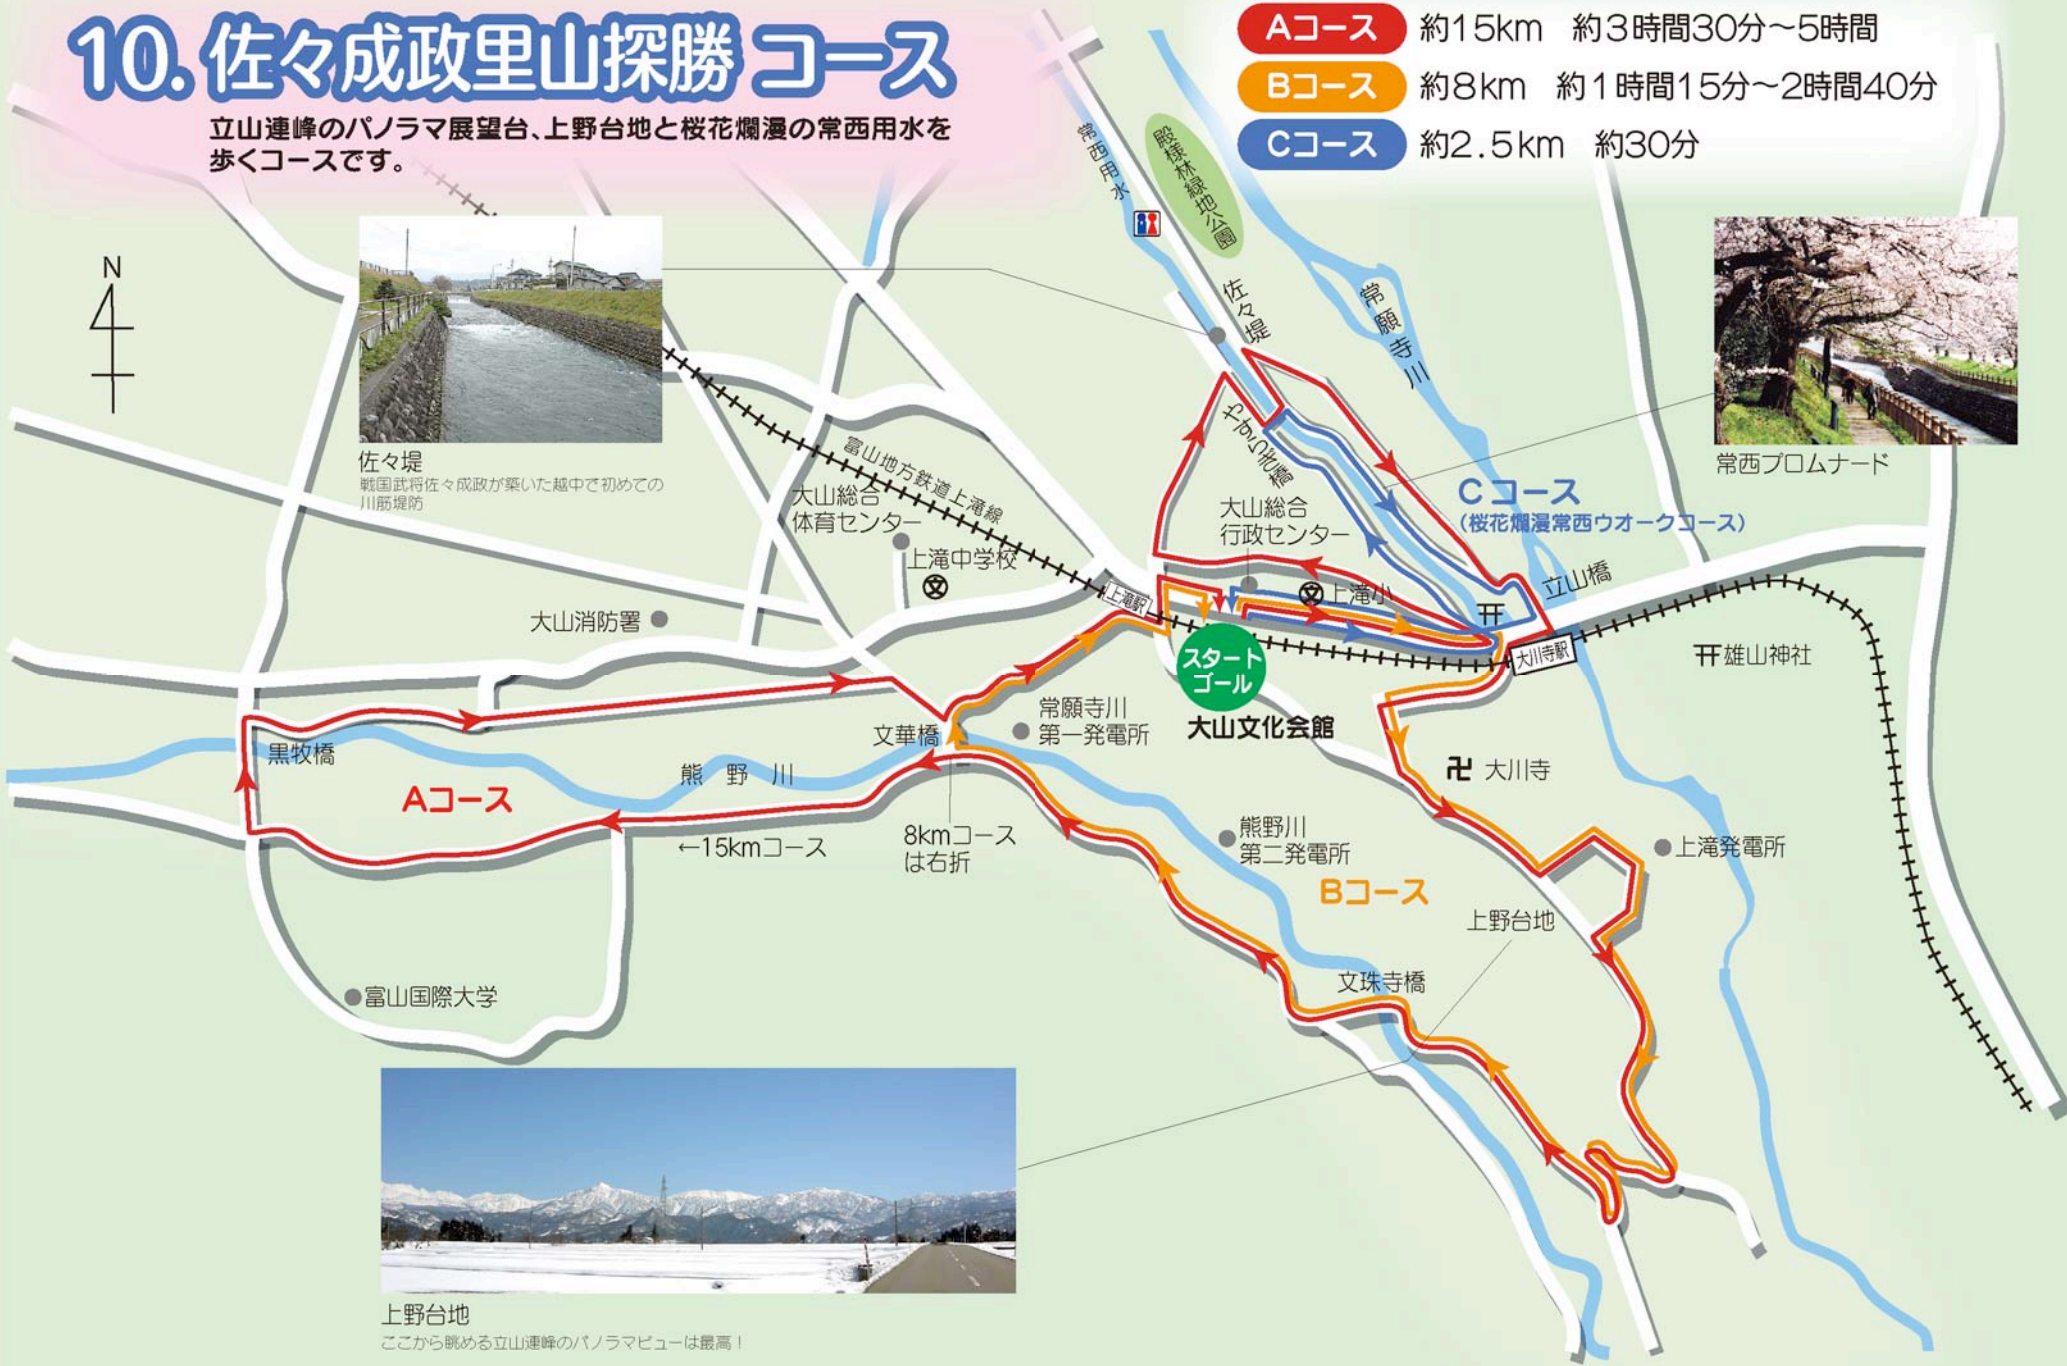 10. 佐々成政里山探勝 コース
立山連峰のパノラマ展望台、上野台地と桜花爛漫の常西用水を
歩くコースです。
Aコース 約15km 約3時間30分～5時間
Bコース 約8km 約1時間15分～2時間40分
Cコース 約2.5km 約30分
N
常西用水
殿様林緑地公園
佐々堤
常願寺川
佐々堤
戦国武将佐々成政が築いた越中で初めての
川筋堤防
常西プロムナード
富山地方鉄道上滝線
やすらぎ橋
大山総合
体育センター
上滝中学校
文
大山総合
行政センター
Cコース
（桜花爛漫常西ウオークコース）
立山橋
上滝駅
文
上滝小
大山消防署
スタート
ゴール
大川寺駅
雄山神社
大山文化会館
常願寺川
第一発電所
文華橋
黒牧橋
熊野川
卍 大川寺
Aコース
←15kmコース
8kmコース
は右折
熊野川
第二発電所
上滝発電所
Bコース
上野台地
文珠寺橋
富山国際大学
上野台地
ここから眺める立山連峰のパノラマビューは最高！